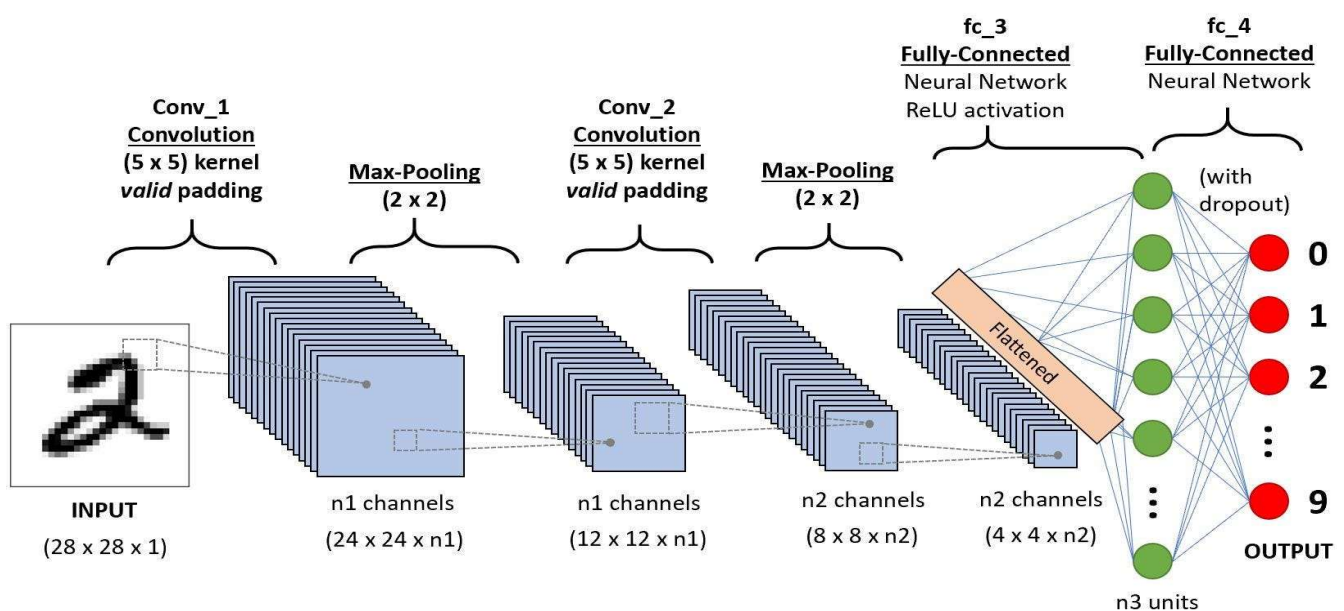 fc_3
Fully-Connected
Neural Network
ReLU activation
fc_4
Fully-Connected
Neural Network
Conv_1
Convolution
(5 x 5) kernel
valid padding
Max-Pooling
(2 x 2)
Conv_2
Convolution
(5 x 5) kernel
valid padding
Max-Pooling
(2 x 2)
(with
dropout)
Flattened
0
1
2
9
INPUT
(28 x 28 x 1)
n1 channels
(24 x 24 x n1)
n1 channels
(12 x 12 x n1)
n2 channels
(8 x 8 x n2)
n2 channels
(4 x 4 x n2)
OUTPUT
n3 units
2